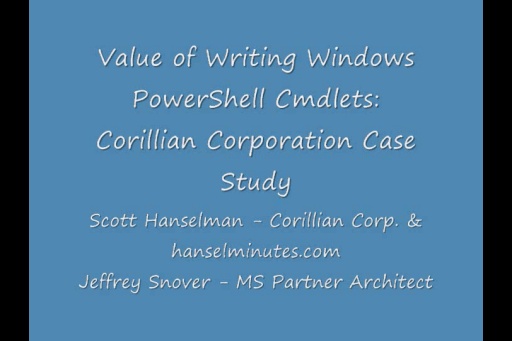 Value of Writing Windows
PowerShell Cmdlets:
Corillian Corporation Case
Study
Scott Hanselman - Corillian Corp. &
hanselminutes.com
Jeffrey Snover - MS Partner Architect